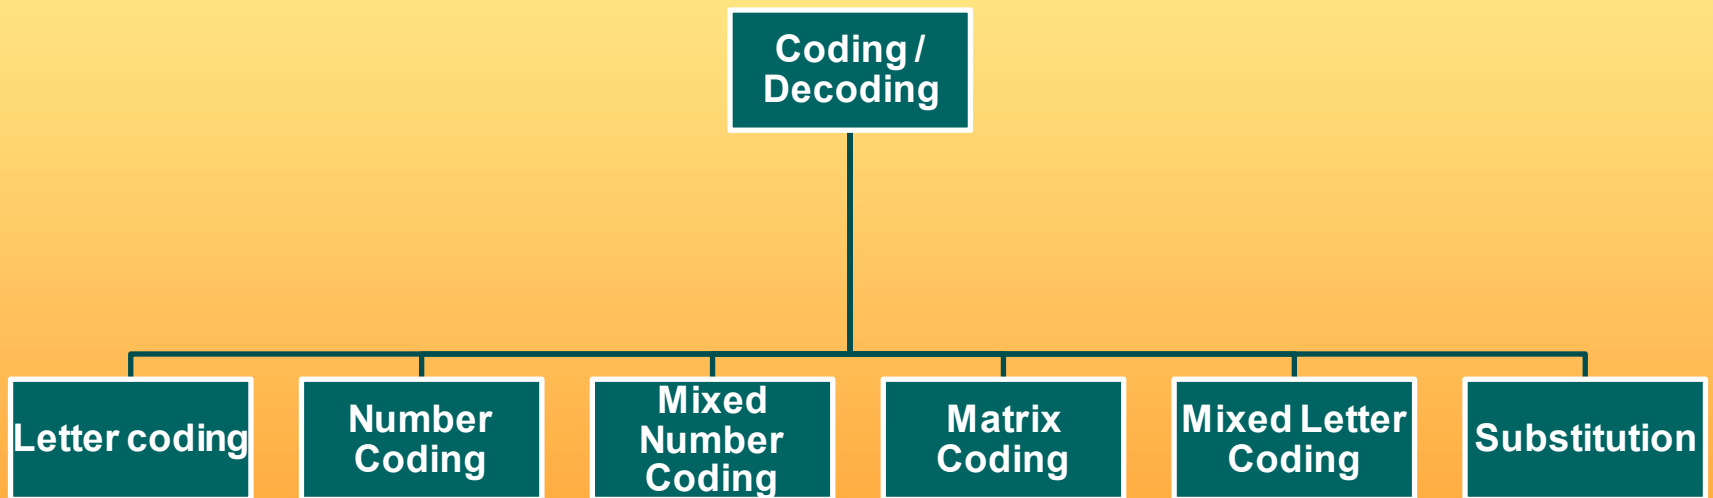 Coding /
Decoding
Letter coding
Number
Coding
Mixed
Number
Coding
Matrix
Coding
Mixed Letter
Coding
Substitution